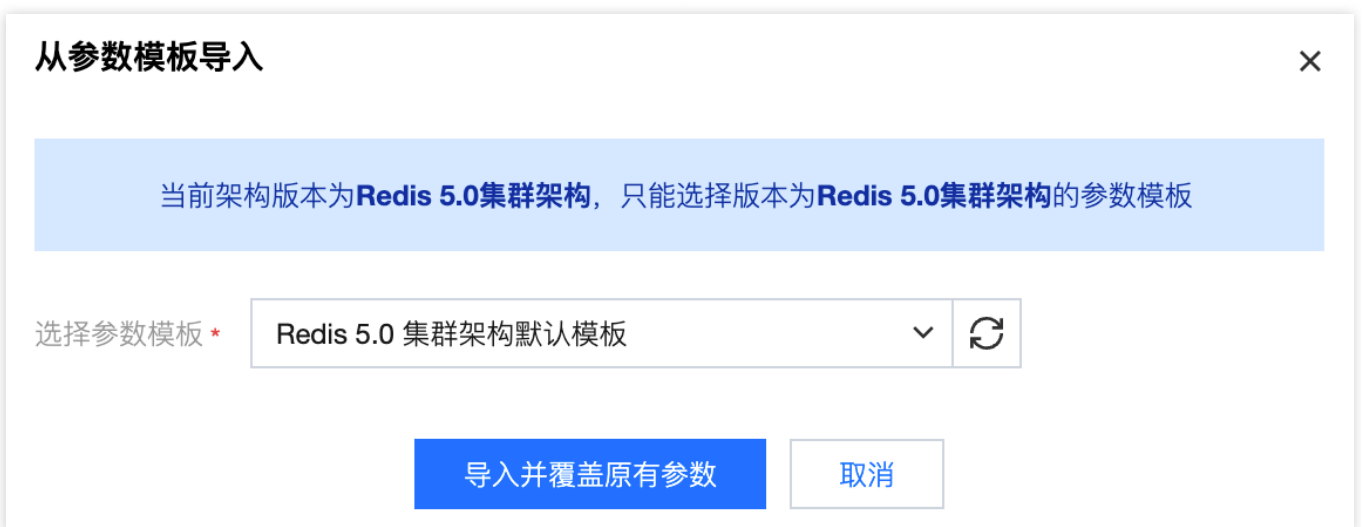 从参数模板导入
当前架构版本为Redis 5.0集群架构，只能选择版本为Redis 5.0集群架构的参数模板
选择参数模板 *
Redis 5.0 集群架构默认模板
导入并覆盖原有参数
取消